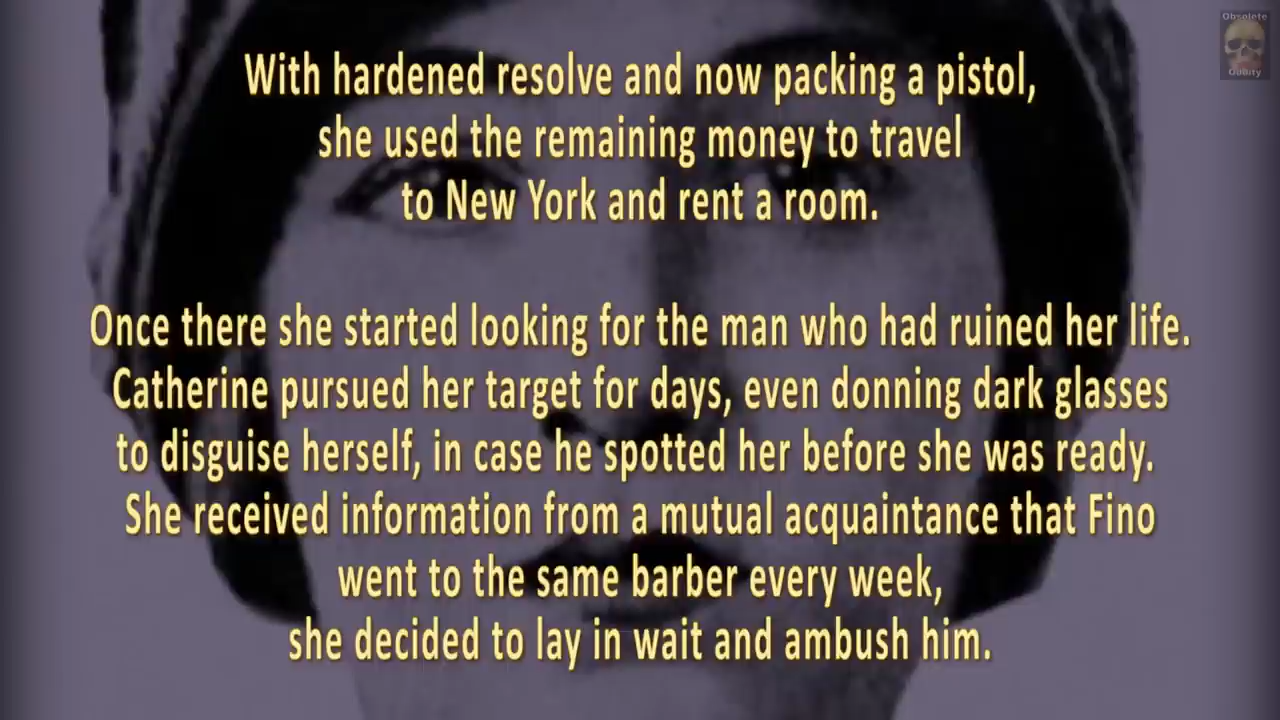 Obsolete
Oddity
With hardened resolve and now packing a pistol,
she used the remaining money to travel
to New York and rent a room.
Once there she started looking for the man who had ruined her life.
Catherine pursued her target for days, even donning dark glasses
to disguise herself, in case he spotted her before she was ready.
She received information from a mutual acquaintance that Fino
went to the same barber every week,
she decided to lay in wait and ambush him.